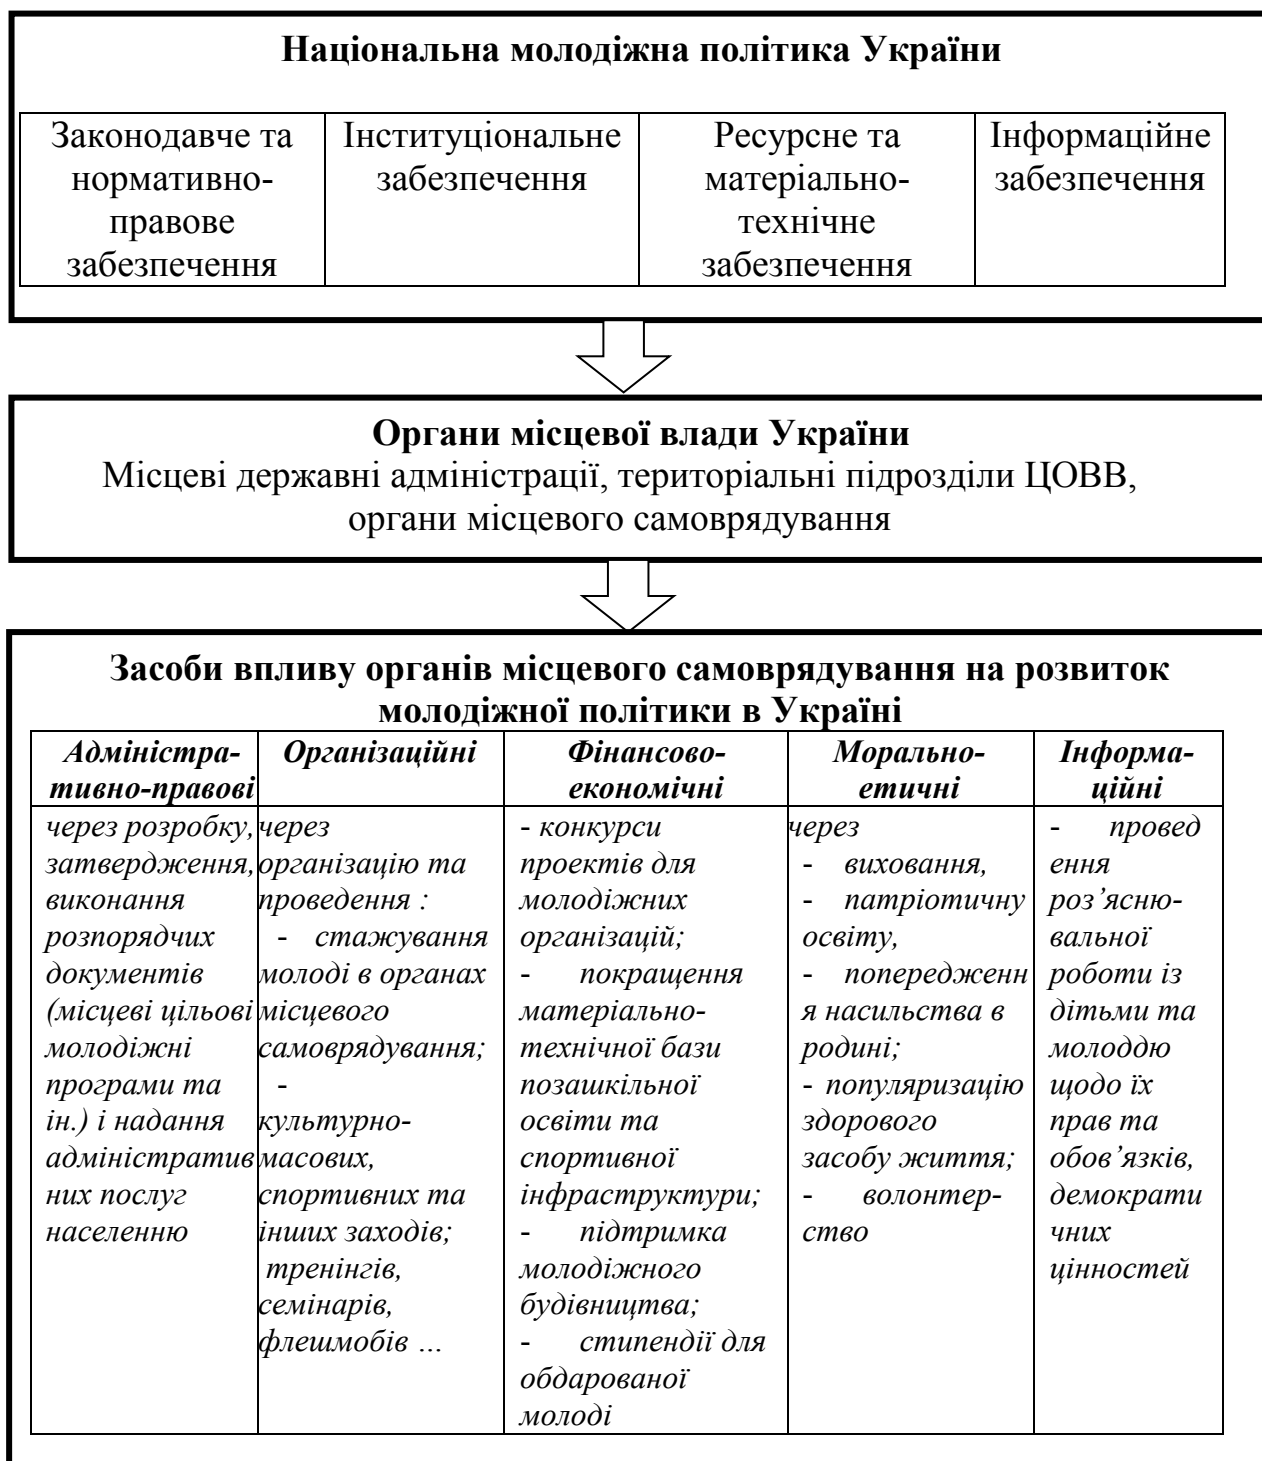 Національна молодіжна політика України
Законодавче та
нормативно-
правове
забезпечення
Інституціональне
забезпечення
Ресурсне та
матеріально-
технічне
забезпечення
Інформаційне
забезпечення
Органи місцевої влади України
Місцеві державні адміністрації, територіальні підрозділи ЦОВВ,
органи місцевого самоврядування
Засоби впливу органів місцевого самоврядування на розвиток
молодіжної політики в Україні
Адміністра-
тивно-правові
Організаційні
Фінансово-
економічні
Морально-
етичні
Інформа-
ційні
через розробку,
затвердження,
виконання
розпорядчих
документів
(місцеві цільові
молодіжні
програми та
ін.) і надання
адміністратив
них послуг
населенню
через
організацію та
проведення :
- стажування
молоді в органах
місцевого
самоврядування;
-
культурно-
масових,
спортивних та
інших заходів;
тренінгів,
семінарів,
флешмобів ...
- конкурси
проектів для
молодіжних
організацій;
- покращення
матеріально-
технічної бази
позашкільної
освіти та
спортивної
інфраструктури;
- підтримка
молодіжного
будівництва;
- стипендії для
обдарованої
молоді
через
- виховання,
- патріотичну
освіту,
- попередженн
я насильства в
родині;
- популяризацію
здорового
засобу життя;
- волонтер-
ство
- провед
ення
роз’ясню-
вальної
роботи із
дітьми та
молоддю
щодо їх
прав та
обов’язків,
демократи
чних
цінностей